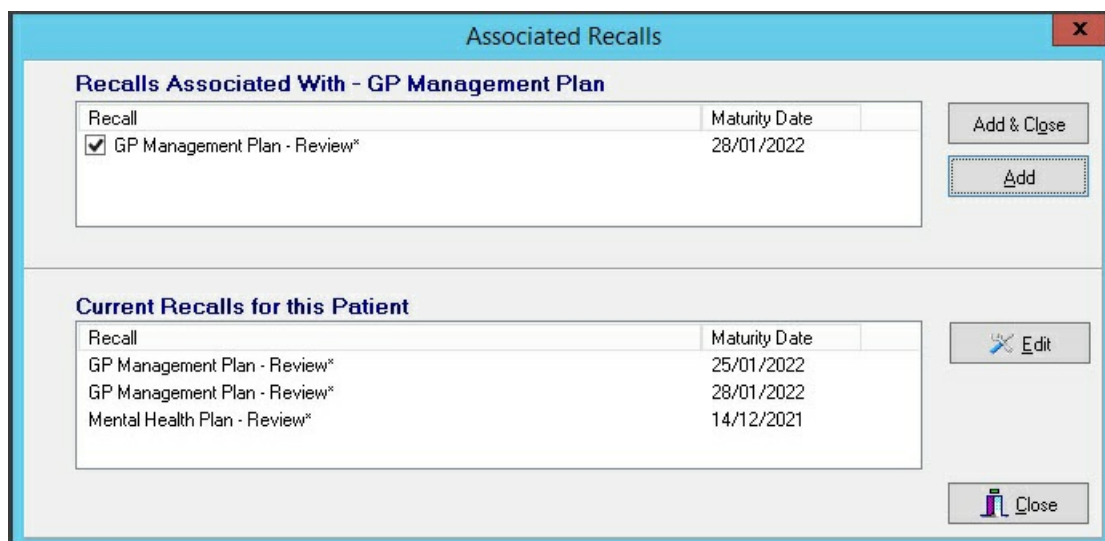 Associated Recalls
x
Recalls Associated With - GP Management Plan
Recall Maturity Date
GP Management Plan - Review* 28/01/2022
Add & Close
Add
Current Recalls for this Patient
Recall Maturity Date
GP Management Plan - Review* 25/01/2022
GP Management Plan - Review* 28/01/2022
Mental Health Plan - Review* 14/12/2021
Edit
Close